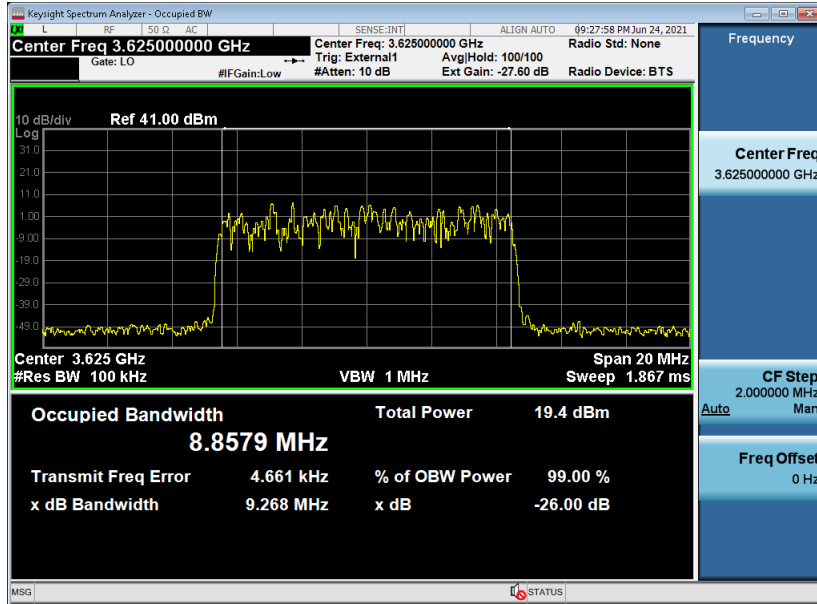 Keysight Spectrum Analyzer - Occupied BW
LXI L RF 50 Ω AC SENSE:INT ALIGN AUTO 09:27:58 PM Jun 24, 2021
Center Freq 3.625000000 GHz
Gate: LO
#IFGain:Low
Center Freq: 3.625000000 GHz
Trig: External1 Avg|Hold: 100/100
#Atten: 10 dB Ext Gain: -27.60 dB
Radio Std: None
Radio Device: BTS
Frequency
10 dB/div Ref 41.00 dBm
Log
31.0
21.0
11.0
1.00
-9.00
-19.0
-29.0
-39.0
-49.0
Center 3.625 GHz Span 20 MHz
#Res BW 100 kHz VBW 1 MHz Sweep 1.867 ms
Occupied Bandwidth Total Power 19.4 dBm
8.8579 MHz
Transmit Freq Error 4.661 kHz % of OBW Power 99.00 %
x dB Bandwidth 9.268 MHz x dB -26.00 dB
Center Freq
3.625000000 GHz
CF Step
2.000000 MHz
Auto Man
Freq Offset
0 Hz
MSG STATUS